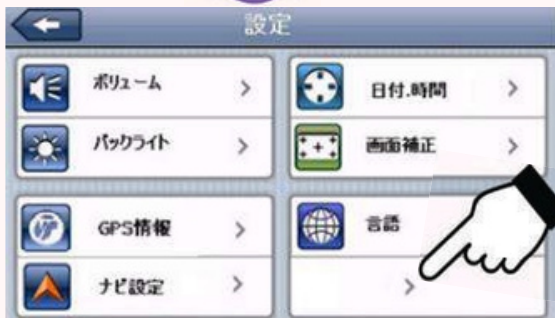 設定
ボリューム
バックライト
日付.時間
画面補正
GPS情報
ナビ設定
言語